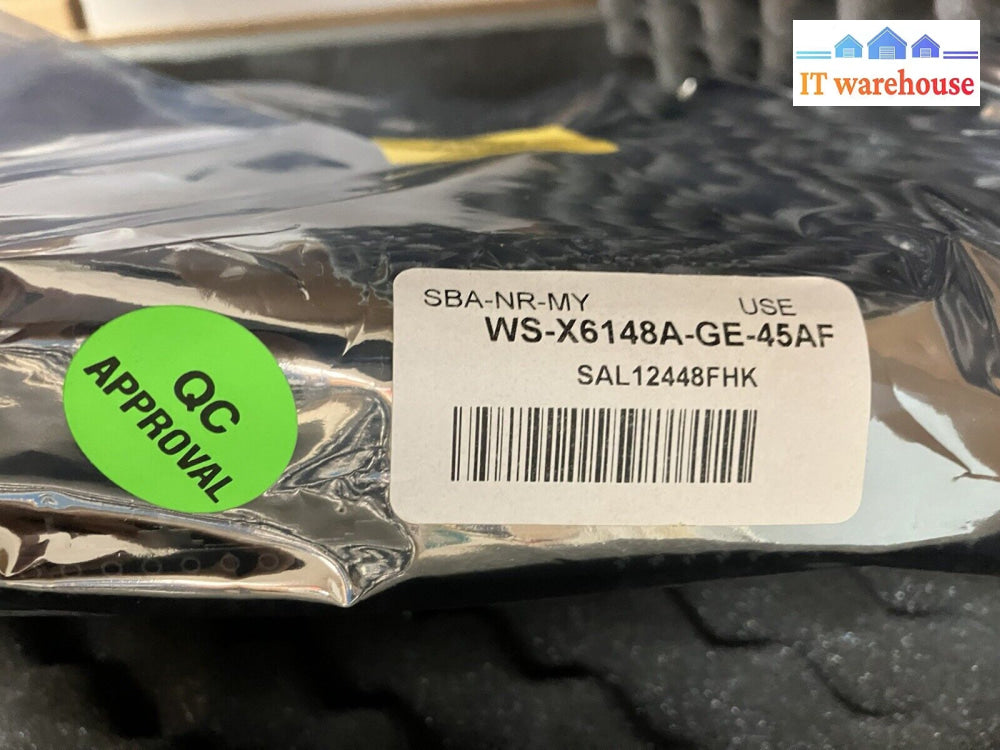 IT warehouse
SBA-NR-MY USE
WS-X6148A-GE-45AF
SAL12448FHK
QC
APPROVAL